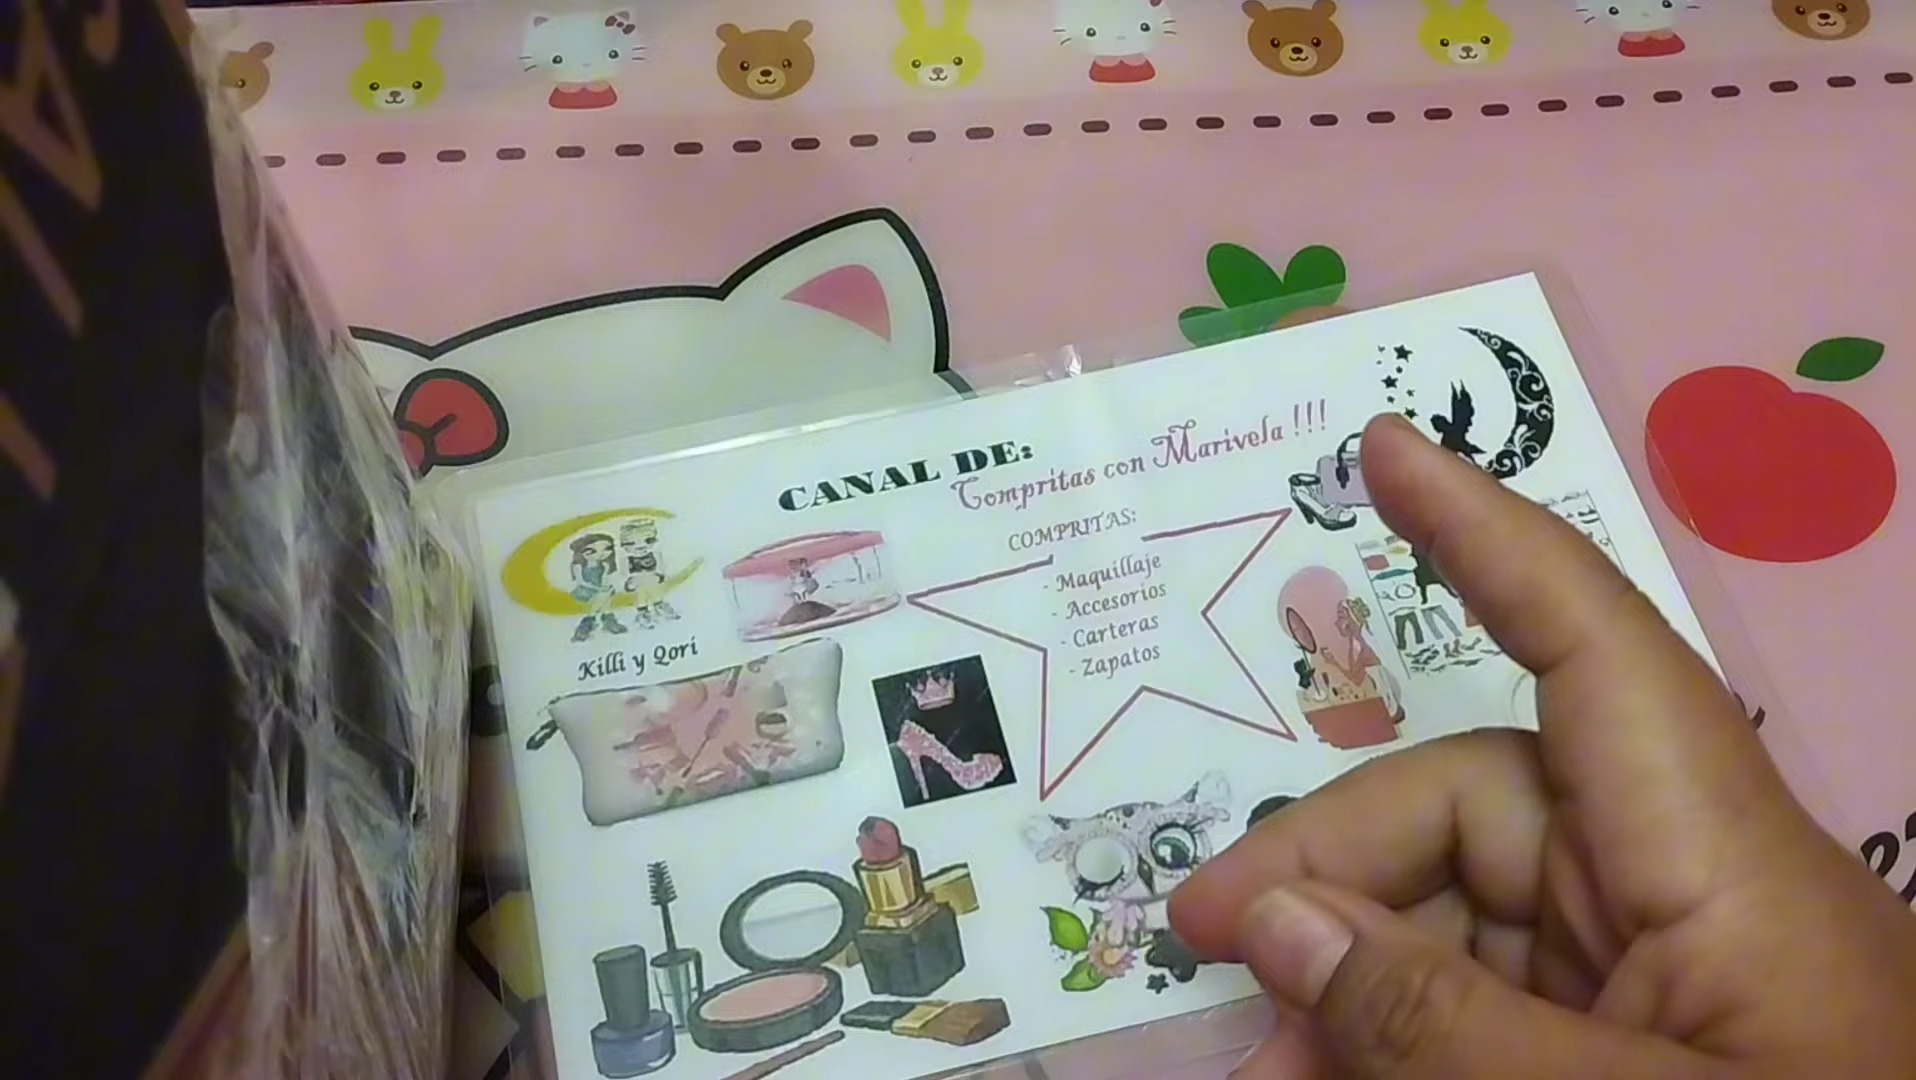 CANAL DE:
Compritas con Marivela !!!
COMPRITAS:
- Maquillaje
- Accesorios
- Carteras
- Zapatos
Killi y Qori